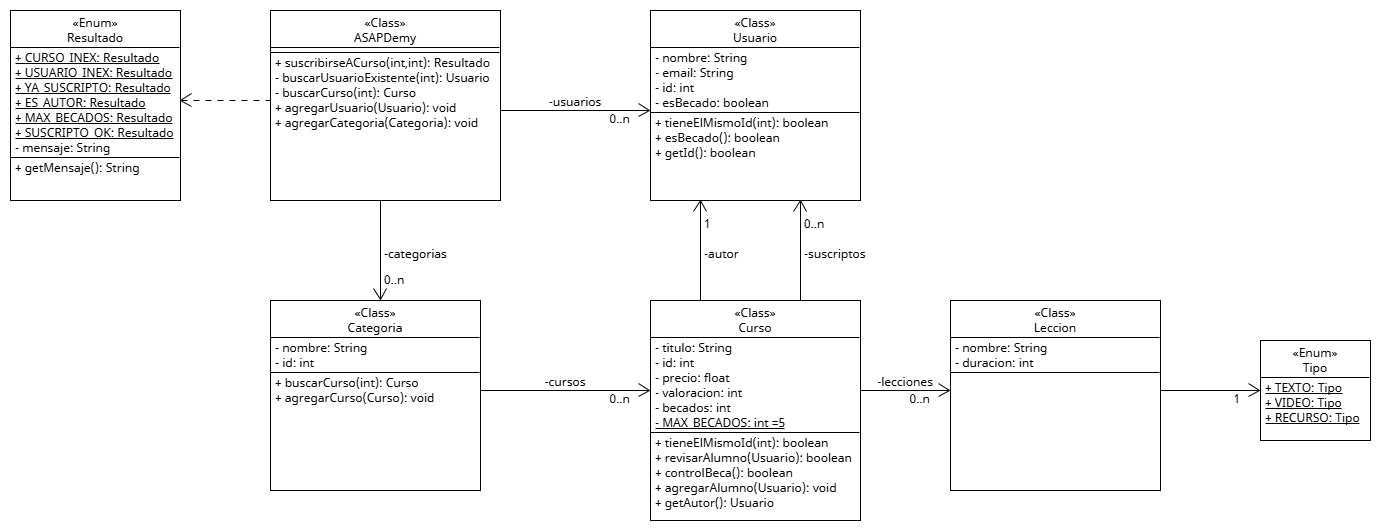 «Enum»
Resultado
+ CURSO_INEX: Resultado
+ USUARIO_INEX: Resultado
+ YA_SUSCRIPTO: Resultado
+ ES_AUTOR: Resultado
+ MAX_BECADOS: Resultado
+ SUSCRIPTO_OK: Resultado
- mensaje: String
+ getMensaje(): String
«Class»
ASAPDemy
+ suscribirseACurso(int,int): Resultado
- buscarUsuarioExistente(int): Usuario
- buscarCurso(int): Curso
+ agregarUsuario(Usuario): void
+ agregarCategoria(Categoria): void
-usuarios
0..n
«Class»
Usuario
- nombre: String
- email: String
- id: int
- esBecado: boolean
+ tieneElMismoId(int): boolean
+ esBecado(): boolean
+ getId(): boolean
-categorias
0..n
1
-autor
0..n
-suscriptos
«Class»
Categoria
- nombre: String
- id: int
+ buscarCurso(int): Curso
+ agregarCurso(Curso): void
-cursos
0..n
«Class»
Curso
- titulo: String
- id: int
- precio: float
- valoracion: int
- becados: int
- MAX_BECADOS: int =5
+ tieneElMismoId(int): boolean
+ revisarAlumno(Usuario): boolean
+ controlBeca(): boolean
+ agregarAlumno(Usuario): void
+ getAutor(): Usuario
-lecciones
0..n
«Class»
Leccion
- nombre: String
- duracion: int
1
«Enum»
Tipo
+ TEXTO: Tipo
+ VIDEO: Tipo
+ RECURSO: Tipo